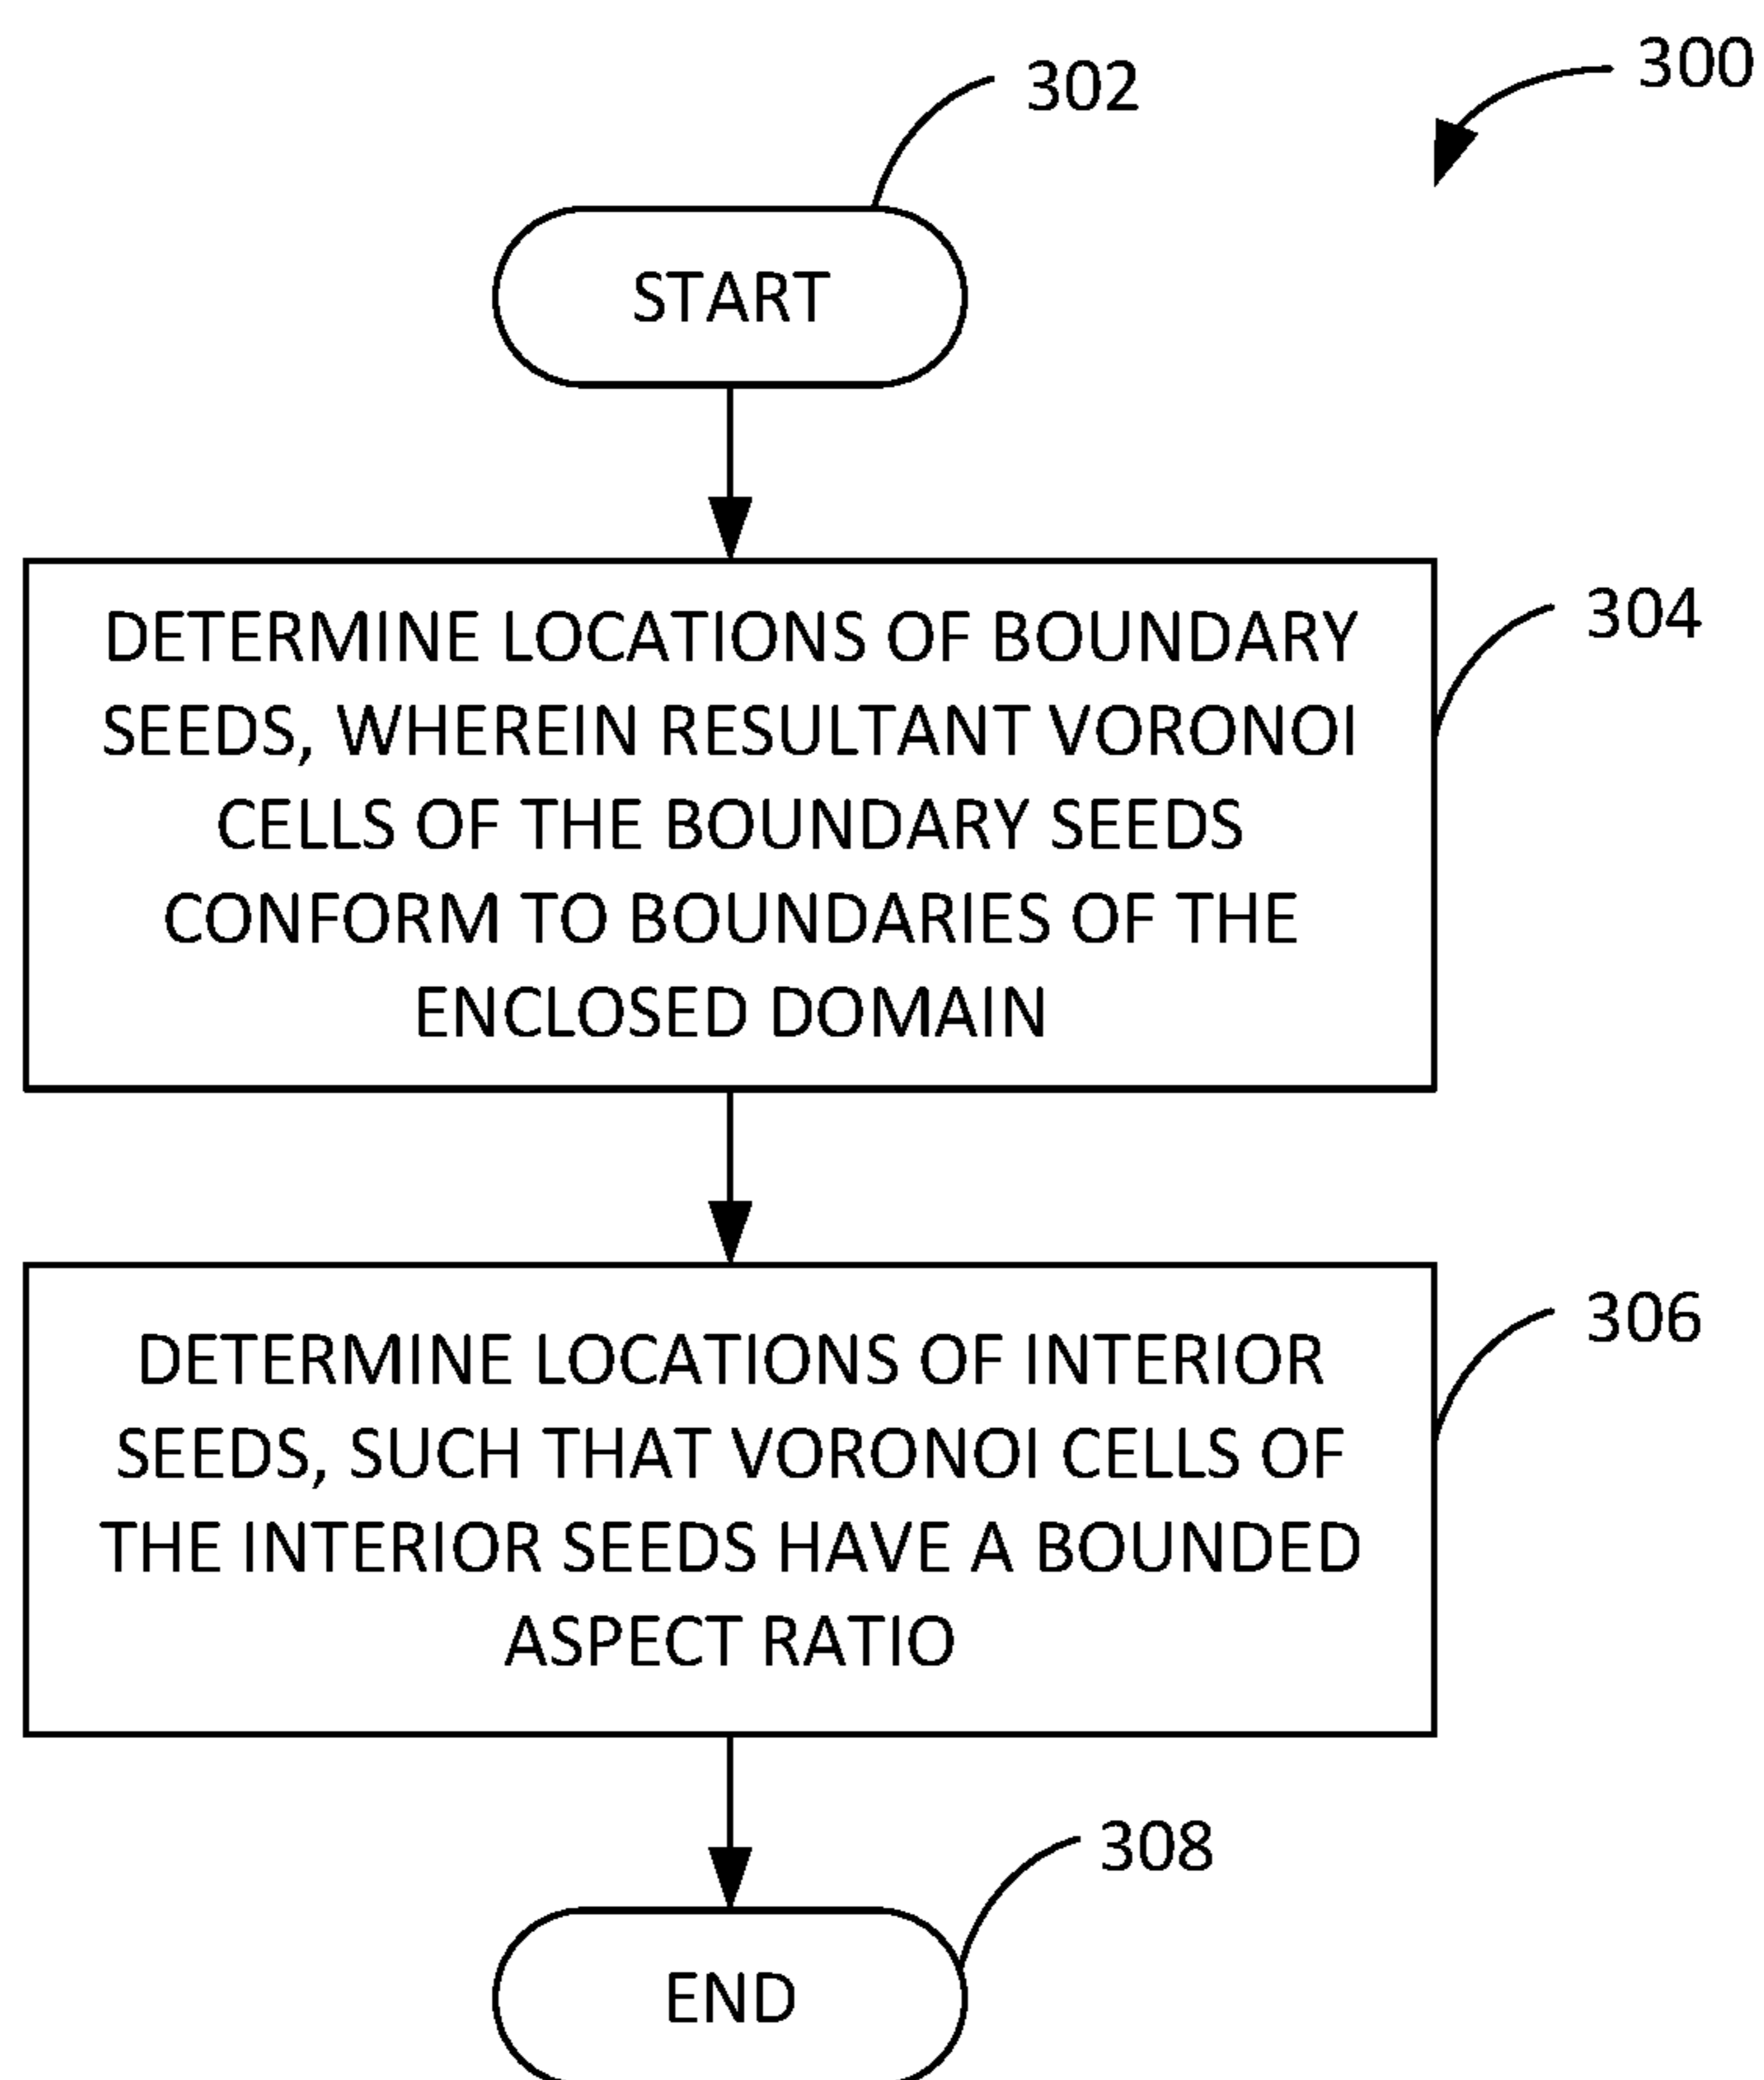 300
302
START
304
DETERMINE LOCATIONS OF BOUNDARY
SEEDS, WHEREIN RESULTANT VORONOI
CELLS OF THE BOUNDARY SEEDS
CONFORM TO BOUNDARIES OF THE
ENCLOSED DOMAIN
306
DETERMINE LOCATIONS OF INTERIOR
SEEDS, SUCH THAT VORONOI CELLS OF
THE INTERIOR SEEDS HAVE A BOUNDED
ASPECT RATIO
308
END